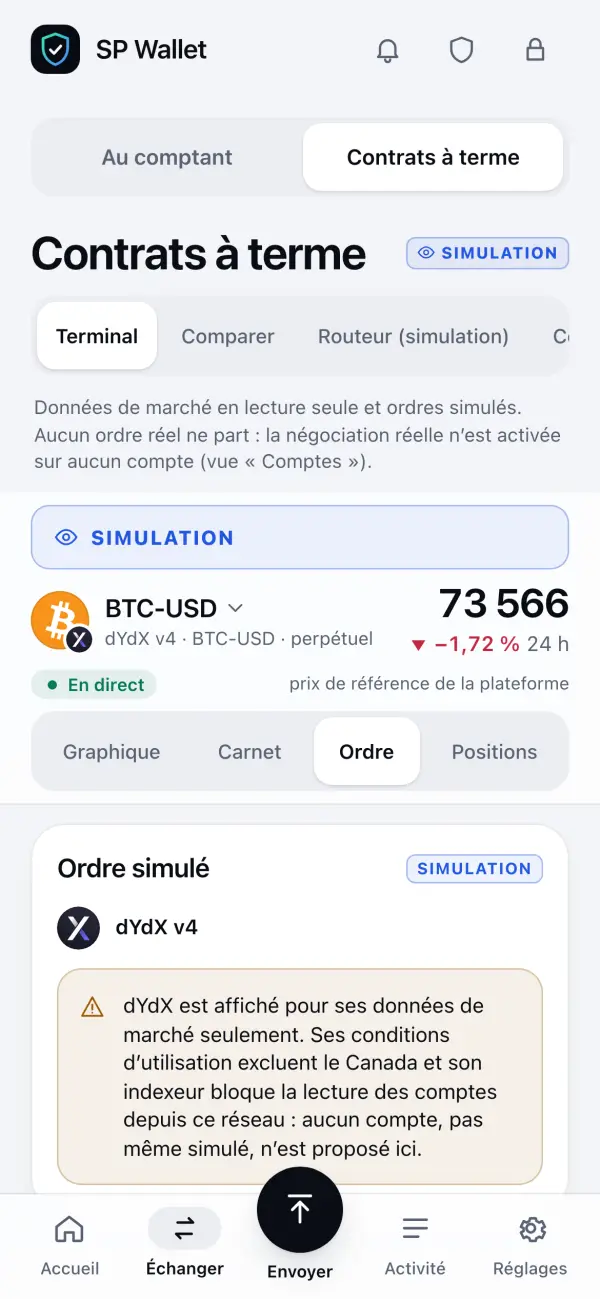 SP Wallet
Au comptant
Contrats à terme
Contrats à terme
SIMULATION
Terminal
Comparer
Routeur (simulation)
Données de marché en lecture seule et ordres simulés.
Aucun ordre réel ne part : la négociation réelle n’est activée
sur aucun compte (vue « Comptes »).
SIMULATION
BTC-USD
73 566
dYdX v4 · BTC-USD · perpétuel
▼ −1,72 % 24 h
En direct
prix de référence de la plateforme
Graphique
Carnet
Ordre
Positions
Ordre simulé
SIMULATION
dYdX v4
dYdX est affiché pour ses données de
marché seulement. Ses conditions
d’utilisation excluent le Canada et son
indexeur bloque la lecture des comptes
depuis ce réseau : aucun compte, pas
même simulé, n’est proposé ici.
Accueil
Échanger
Envoyer
Activité
Réglages